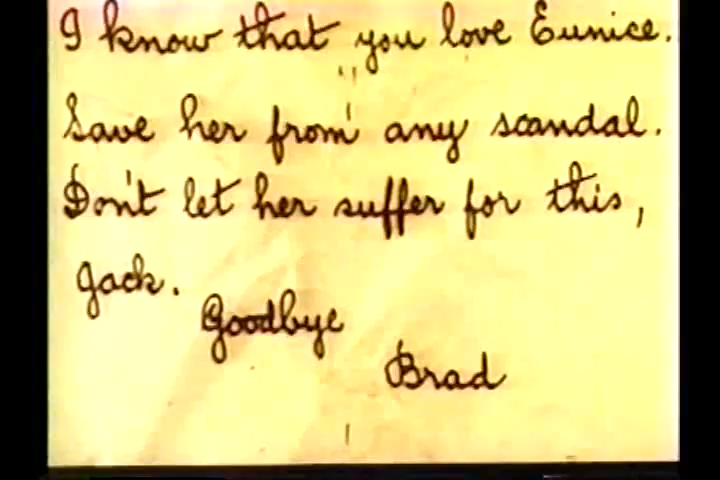 I know that you love Eunice.
Save her from any scandal.
Don't let her suffer for this,
Jack.
Goodbye
Brad